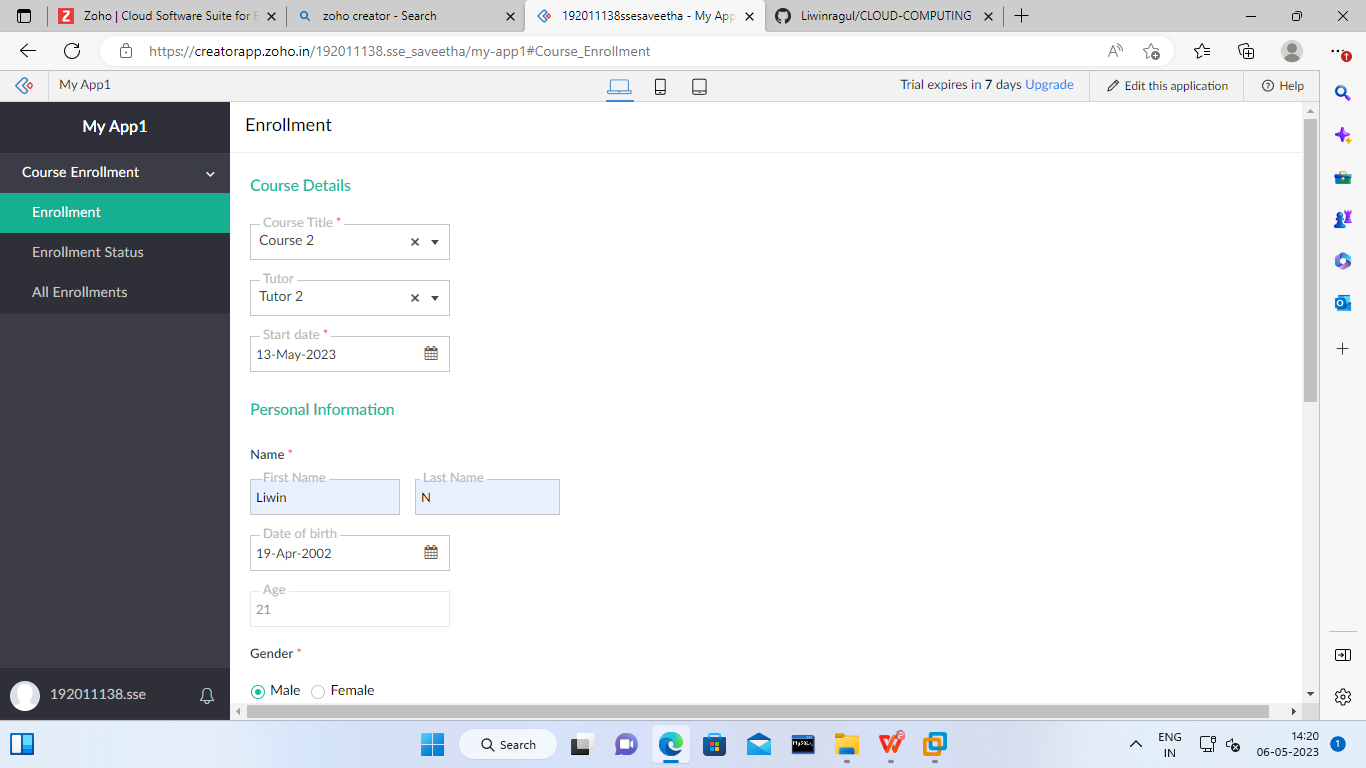 Zoho | Cloud Software Suite for B
zoho creator - Search
192011138ssesaveetha - My App
Liwinragul/CLOUD-COMPUTING
https://creatorapp.zoho.in/192011138.sse_saveetha/my-app1#Course_Enrollment
My App1
Trial expires in 7 days Upgrade
Edit this application
Help
My App1
Course Enrollment
Enrollment
Enrollment Status
All Enrollments
192011138.sse
Enrollment
Course Details
Course Title *
Course 2
Tutor
Tutor 2
Start date *
13-May-2023
Personal Information
Name *
First Name
Liwin
Last Name
N
Date of birth
19-Apr-2002
Age
21
Gender *
Male
Female
Search
MySQL
ENG
IN
14:20
06-05-2023
1